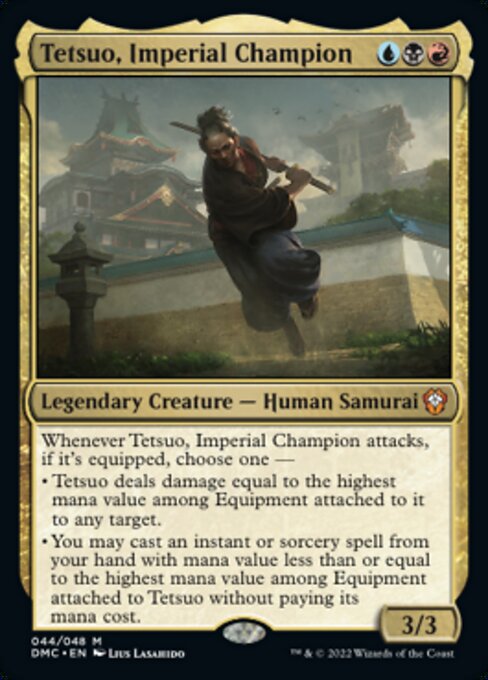 Tetsuo, Imperial Champion
Legendary Creature — Human Samurai
Whenever Tetsuo, Imperial Champion attacks,
if it's equipped, choose one —
• Tetsuo deals damage equal to the highest
mana value among Equipment attached to it
to any target.
• You may cast an instant or sorcery spell from
your hand with mana value less than or equal
to the highest mana value among Equipment
attached to Tetsuo without paying its
mana cost.
3/3
044/048 M
DMC • EN Lius Lasahido
™ & © 2022 Wizards of the Coast